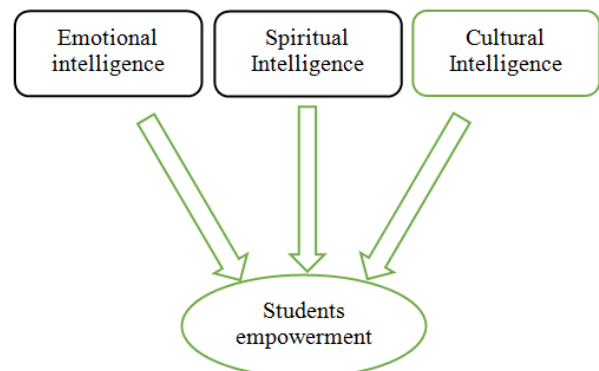 Emotional
intelligence
Spiritual
Intelligence
Cultural
Intelligence
Students
empowerment